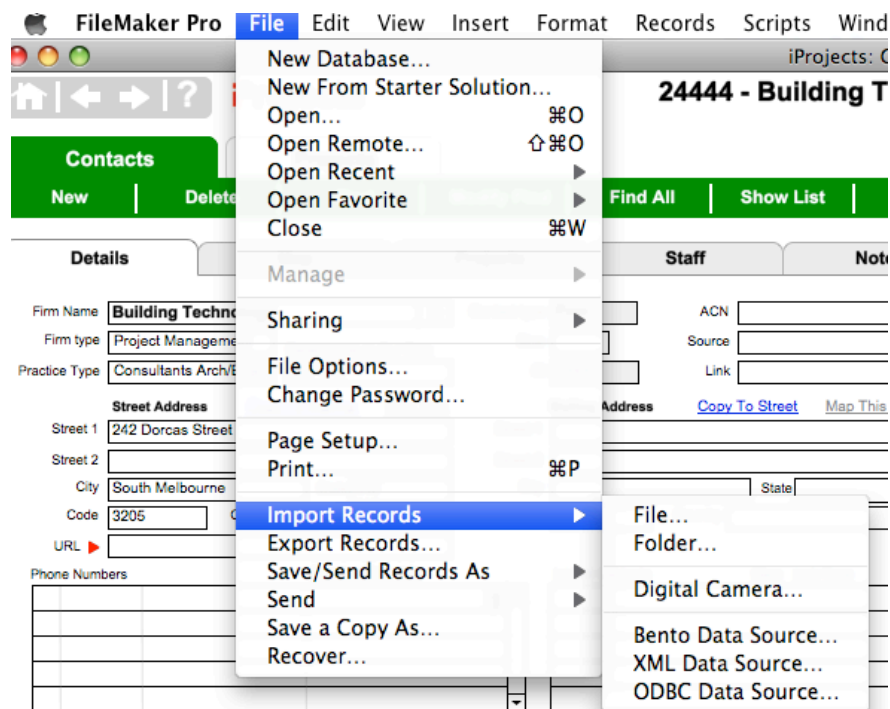 FileMaker Pro File Edit View Insert Format Records Scripts Wind
iProjects: C
24444 - Building T
Contacts
New Delete Find All Show List
Details Staff Note
New Database...
New From Starter Solution...
Open... ⌘O
Open Remote... ⇧⌘O
Open Recent
Open Favorite
Close ⌘W
Manage
Sharing
File Options...
Change Password...
Page Setup...
Print... ⌘P
Import Records
Export Records...
Save/Send Records As
Send
Save a Copy As...
Recover...
File...
Folder...
Digital Camera...
Bento Data Source...
XML Data Source...
ODBC Data Source...
Firm Name Building Techno
Firm type Project Manageme
Practice Type Consultants Arch/E
Street Address
Street 1 242 Dorcas Street
Street 2
City South Melbourne
Code 3205
URL
Phone Numbers
ACN
Source
Link
Address Copy To Street Map This
State